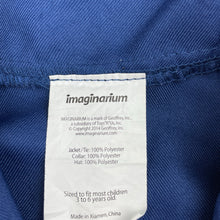 imaginarium
IMAGINARIUM is a mark of Geoffrey, Inc.
a subsidiary of Toys"R"Us, Inc.
© Copyright 2014 Geoffrey, Inc.
Jacket/Tie: 100% Polyester
Collar: 100% Polyester
Hat: 100% Polyester
Sized to fit most children
3 to 6 years old.
Made in Xiamen, China